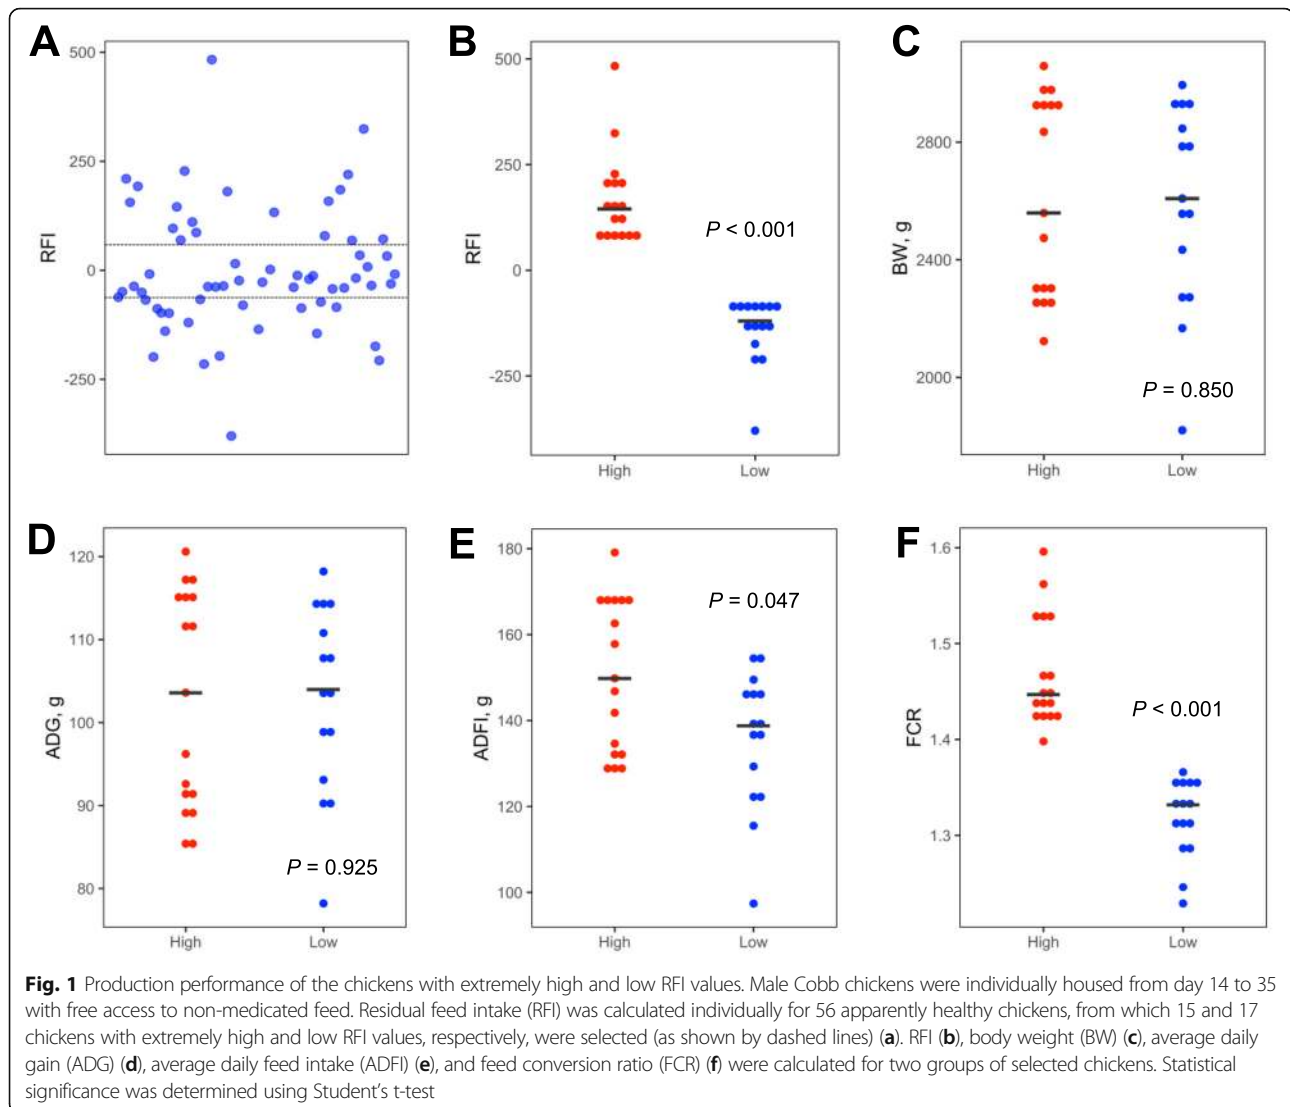 A
RFI
500
250
0
-250
B
RFI
500
250
0
-250
P < 0.001
High
Low
C
BW, g
2800
2400
2000
P = 0.850
High
Low
D
ADG, g
120
110
100
90
80
P = 0.925
High
Low
E
ADFI, g
180
160
140
120
100
P = 0.047
High
Low
F
FCR
1.6
1.5
1.4
1.3
P < 0.001
High
Low
Fig. 1 Production performance of the chickens with extremely high and low RFI values. Male Cobb chickens were individually housed from day 14 to 35
with free access to non-medicated feed. Residual feed intake (RFI) was calculated individually for 56 apparently healthy chickens, from which 15 and 17
chickens with extremely high and low RFI values, respectively, were selected (as shown by dashed lines) (a). RFI (b), body weight (BW) (c), average daily
gain (ADG) (d), average daily feed intake (ADFI) (e), and feed conversion ratio (FCR) (f) were calculated for two groups of selected chickens. Statistical
significance was determined using Student's t-test